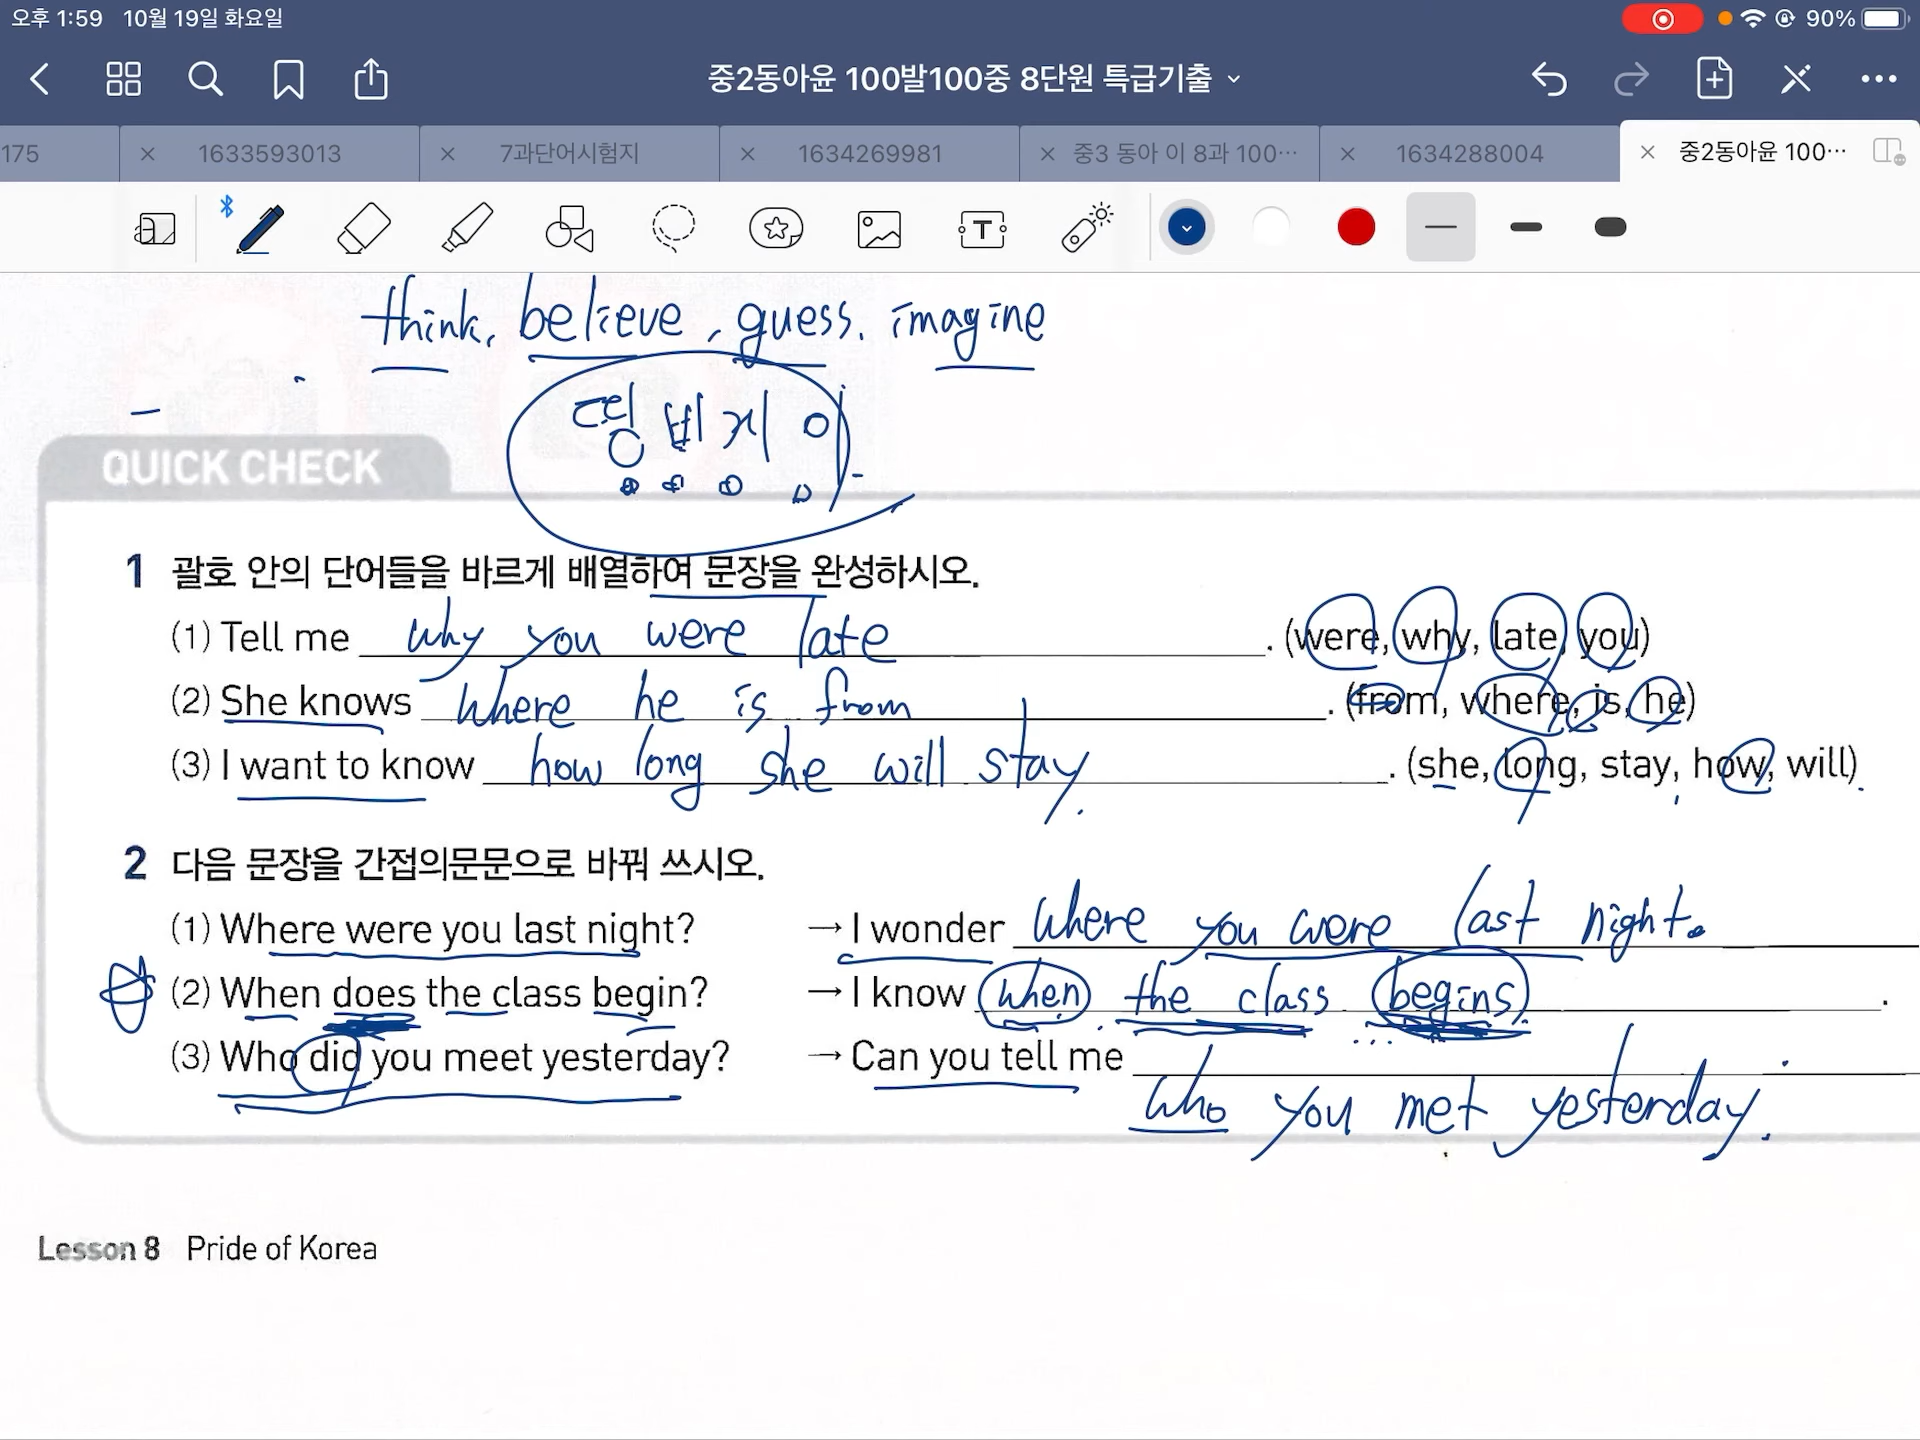 오후 1:59 10월 19일 화요일 90%
중2동아윤 100발100중 8단원 특급기출
175 1633593013 7과단어시험지 1634269981 중3 동아 이 8과 100··· 1634288004 중2동아윤 100···
think, believe, guess, imagine
띵 비 지 이
QUICK CHECK
1 괄호 안의 단어들을 바르게 배열하여 문장을 완성하시오.
(1) Tell me why you were late. (were, why, late, you)
(2) She knows where he is from. (from, where, is, he)
(3) I want to know how long she will stay. (she, long, stay, how, will)
2 다음 문장을 간접의문문으로 바꿔 쓰시오.
(1) Where were you last night? → I wonder where you were last night.
(2) When does the class begin? → I know when the class begins.
(3) Who did you meet yesterday? → Can you tell me
who you met yesterday.
Lesson 8 Pride of Korea